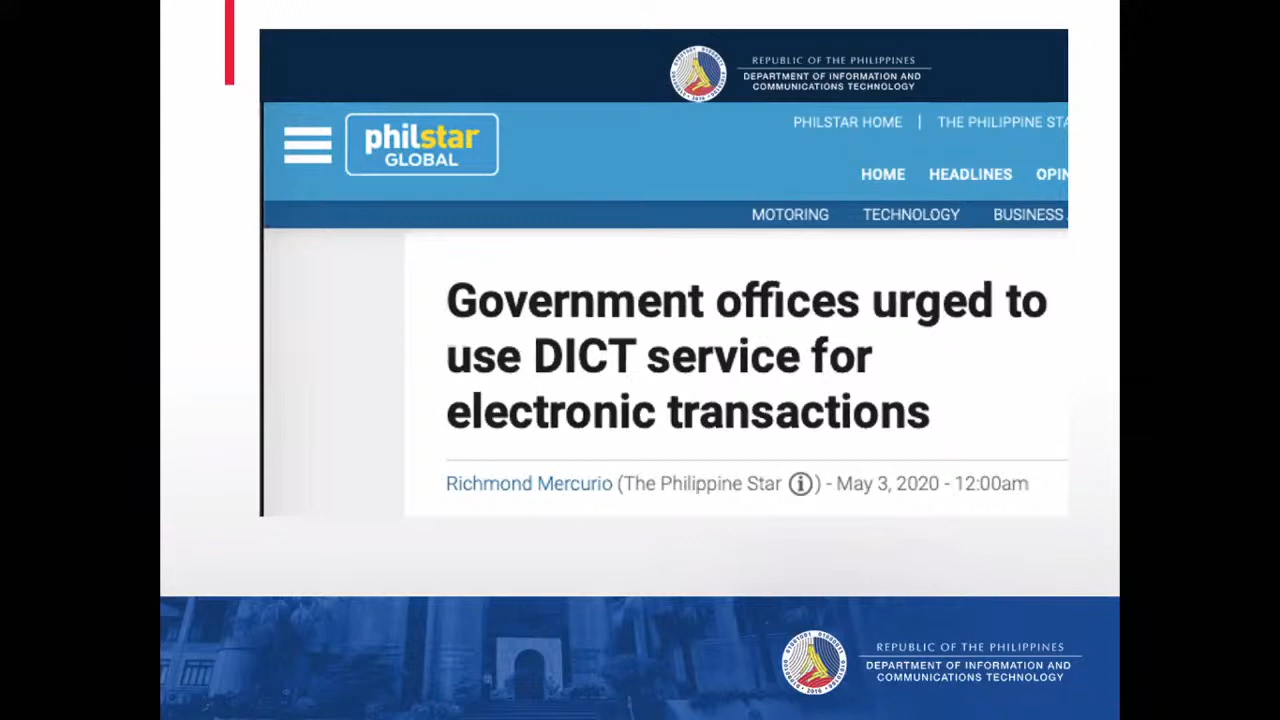 REPUBLIC OF THE PHILIPPINES
DEPARTMENT OF INFORMATION AND
COMMUNICATIONS TECHNOLOGY
philstar
GLOBAL
PHILSTAR HOME | THE PHILIPPINE STA
HOME HEADLINES OPIN
MOTORING TECHNOLOGY BUSINESS
Government offices urged to
use DICT service for
electronic transactions
Richmond Mercurio (The Philippine Star ) - May 3, 2020 - 12:00am
REPUBLIC OF THE PHILIPPINES
DEPARTMENT OF INFORMATION AND
COMMUNICATIONS TECHNOLOGY